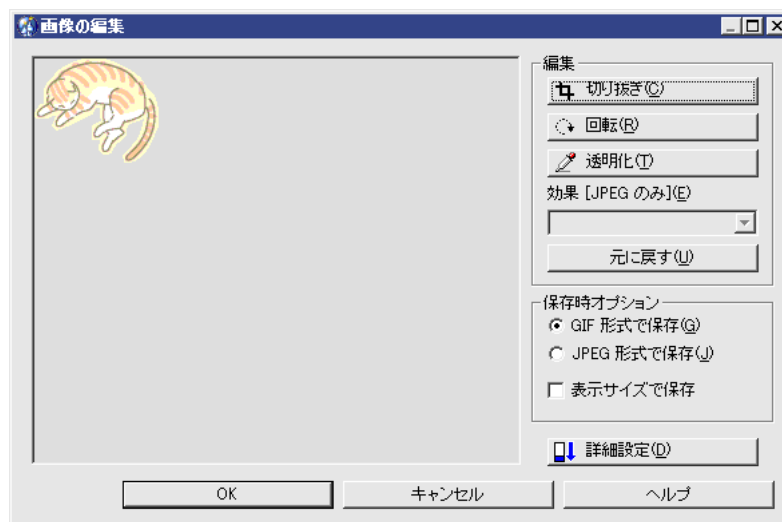 画像の編集
編集
切り抜き(C)
回転(R)
透明化(T)
効果 [JPEG のみ](E)
元に戻す(U)
保存時オプション
GIF 形式で保存(G)
JPEG 形式で保存(J)
表示サイズで保存
詳細設定(D)
OK
キャンセル
ヘルプ